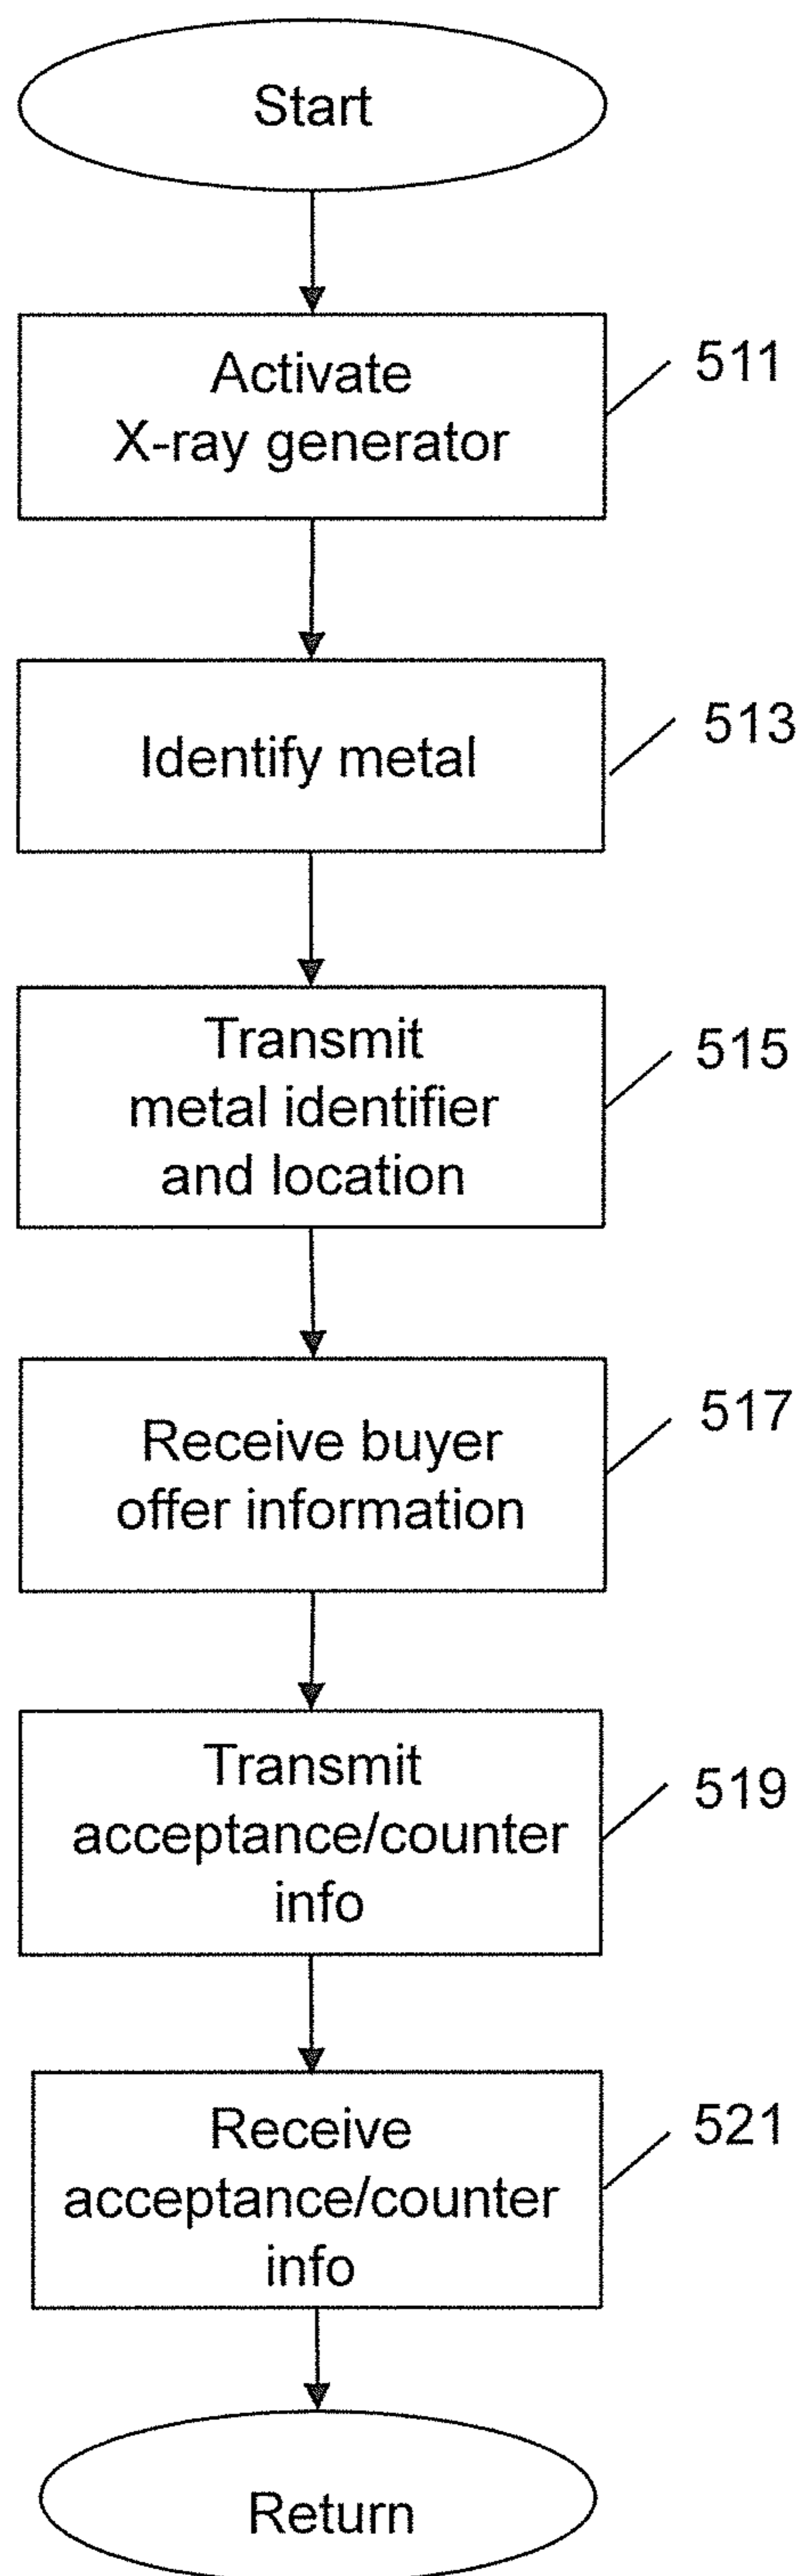 Start
Activate
X-ray generator
511
Identify metal
513
Transmit
metal identifier
and location
515
Receive buyer
offer information
517
Transmit
acceptance/counter
info
519
Receive
acceptance/counter
info
521
Return